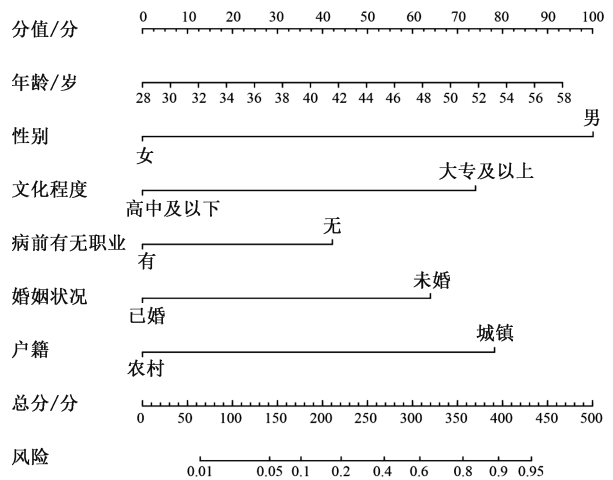 分值/分 0 10 20 30 40 50 60 70 80 90 100
年龄/岁
28 30 32 34 36 38 40 42 44 46 48 50 52 54 56 58
性别 男
女
文化程度 大专及以上
高中及以下
病前有无职业 无
有
婚姻状况 未婚
已婚
户籍 城镇
农村
总分/分
0 50 100 150 200 250 300 350 400 450 500
风险
0.01 0.05 0.1 0.2 0.4 0.6 0.8 0.9 0.95